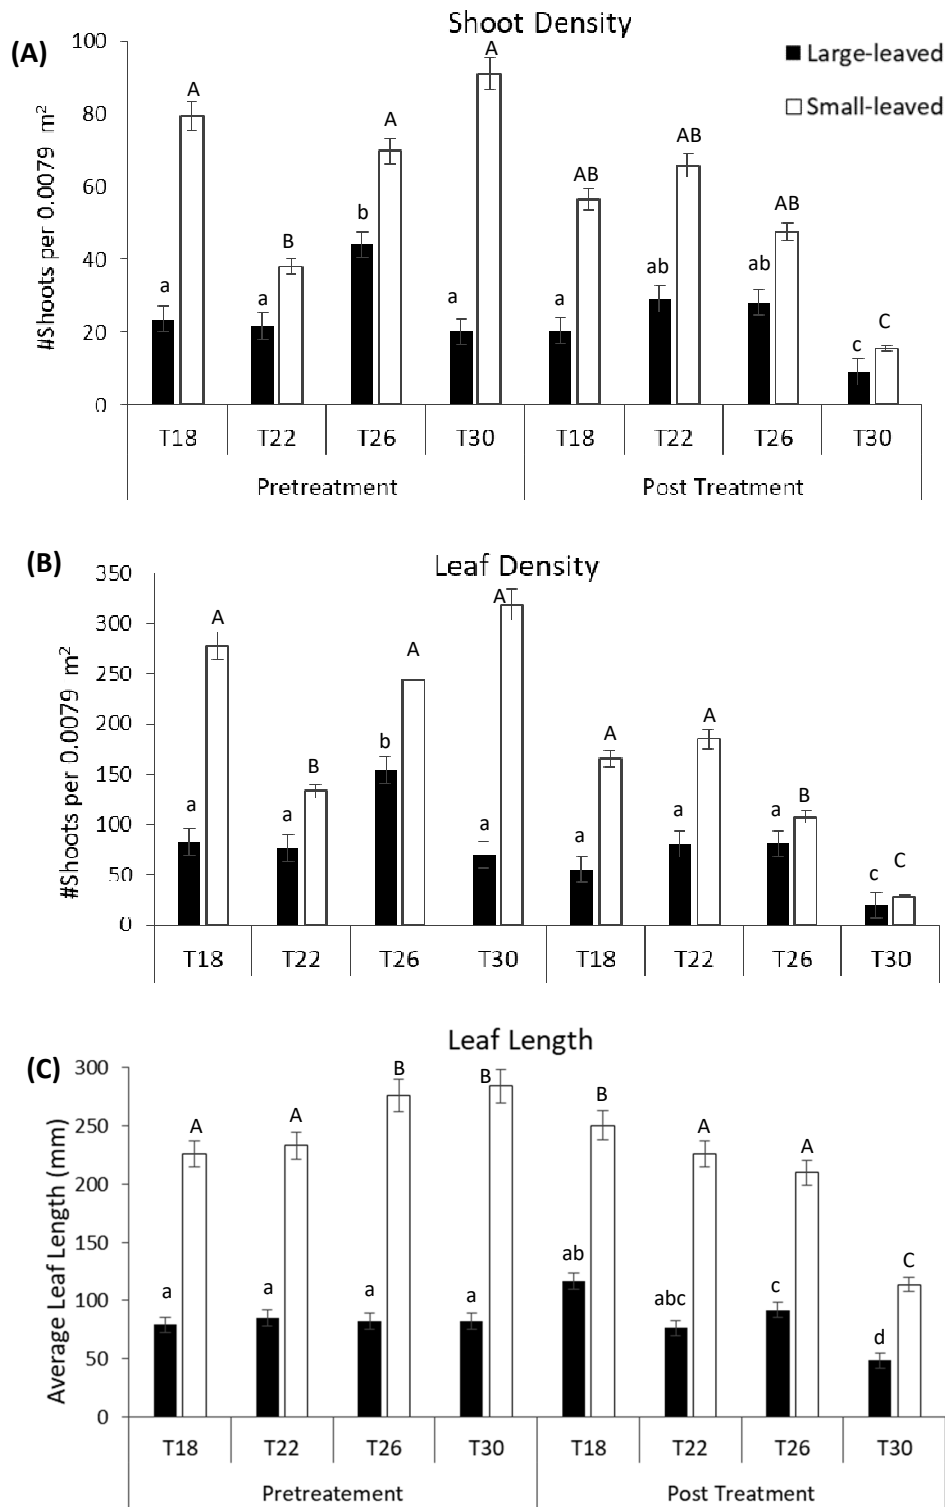 (A)
Shoot Density
Large-leaved
Small-leaved
#Shoots per 0.0079 m²
100
80
60
40
20
0
a A a B b A a A a AB ab AB ab AB c C
T18 T22 T26 T30 T18 T22 T26 T30
Pretreatment Post Treatment
(B)
Leaf Density
#Shoots per 0.0079 m²
350
300
250
200
150
100
50
0
a A a B b A a A a A a A a B c C
T18 T22 T26 T30 T18 T22 T26 T30
(C)
Leaf Length
Average Leaf Length (mm)
300
250
200
150
100
50
0
a A a A a B a B ab B abc A c A d C
T18 T22 T26 T30 T18 T22 T26 T30
Pretreatement Post Treatment